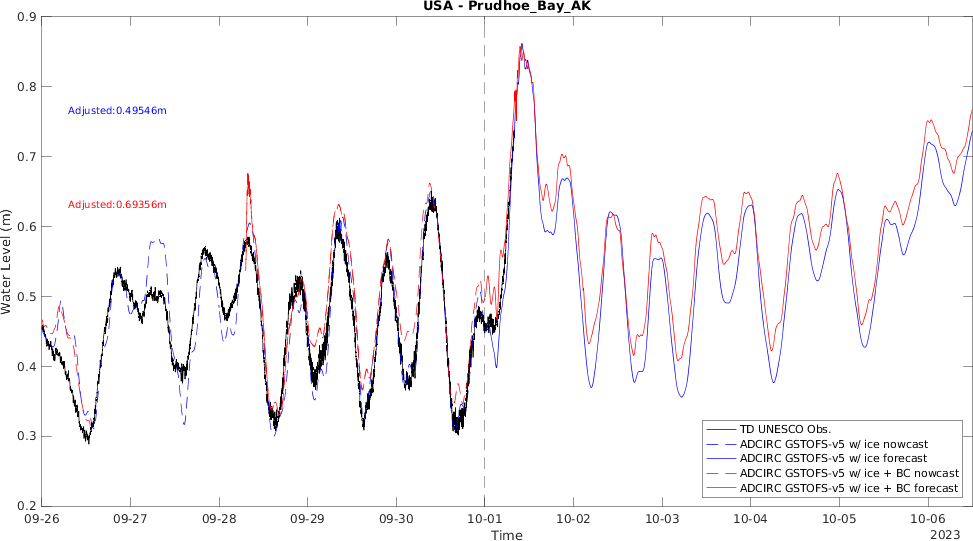 USA - Prudhoe_Bay_AK
0.9
0.8
0.7
0.6
0.5
0.4
0.3
0.2
Water Level (m)
Adjusted:0.49546m
Adjusted:0.69356m
TD UNESCO Obs.
ADCIRC GSTOFS-v5 w/ ice nowcast
ADCIRC GSTOFS-v5 w/ ice forecast
ADCIRC GSTOFS-v5 w/ ice + BC nowcast
ADCIRC GSTOFS-v5 w/ ice + BC forecast
09-26 09-27 09-28 09-29 09-30 10-01 10-02 10-03 10-04 10-05 10-06
Time
2023